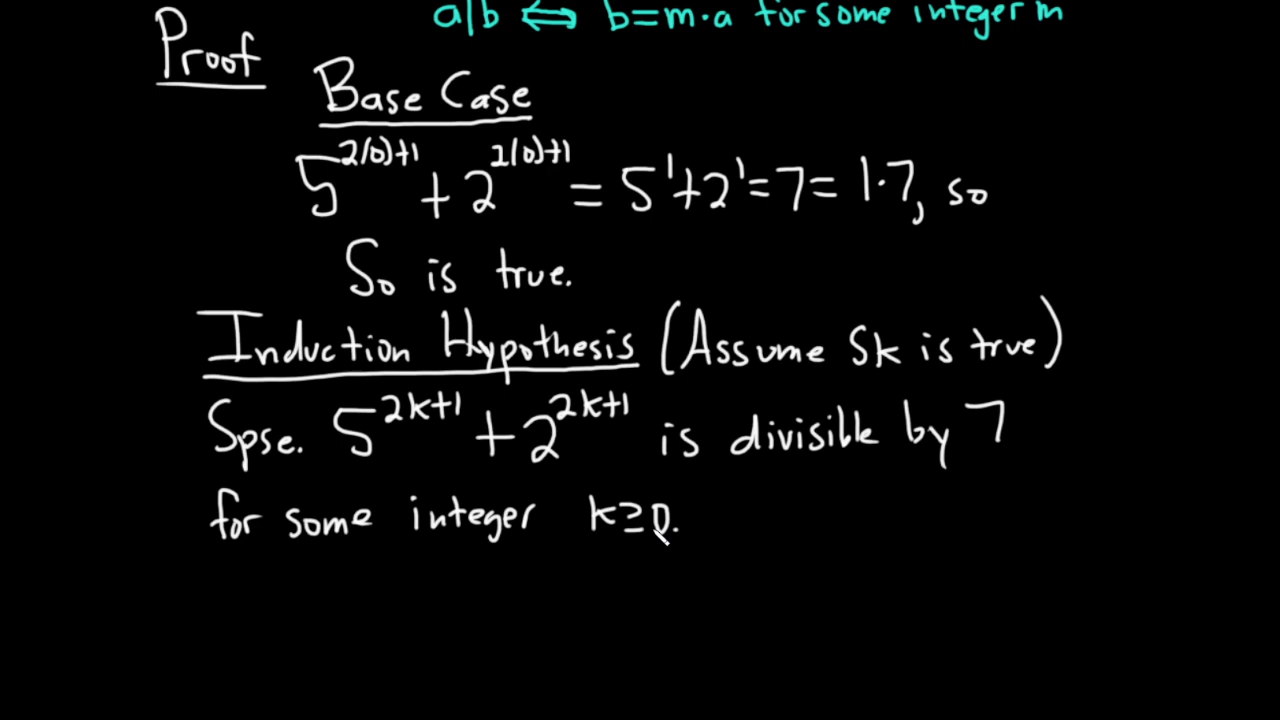 a|b ⟺ b=m·a for some integer m
Proof
Base Case
5^{2(0)+1} + 2^{2(0)+1} = 5^1+2^1=7=1·7, so
S₀ is true.
Induction Hypothesis (Assume Sk is true)
Spse. 5^{2k+1} + 2^{2k+1} is divisible by 7
for some integer k≥0.